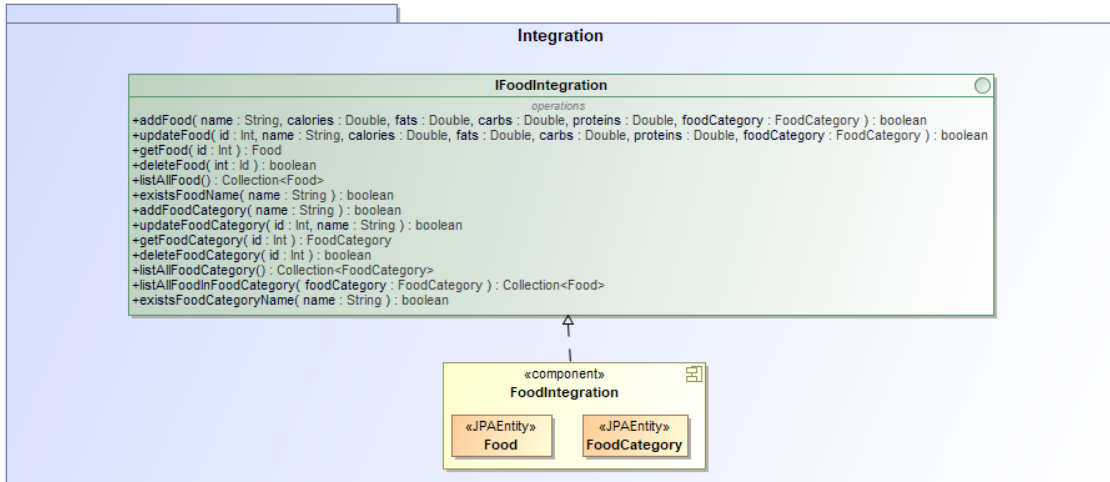 Integration
IFoodIntegration
operations
+addFood( name : String, calories : Double, fats : Double, carbs : Double, proteins : Double, foodCategory : FoodCategory ) : boolean
+updateFood( id : Int, name : String, calories : Double, fats : Double, carbs : Double, proteins : Double, foodCategory : FoodCategory ) : boolean
+getFood( id : Int ) : Food
+deleteFood( int : Id ) : boolean
+listAllFood() : Collection<Food>
+existsFoodName( name : String ) : boolean
+addFoodCategory( name : String ) : boolean
+updateFoodCategory( id : Int, name : String ) : boolean
+getFoodCategory( id : Int ) : FoodCategory
+deleteFoodCategory( id : Int ) : boolean
+listAllFoodCategory() : Collection<FoodCategory>
+listAllFoodInFoodCategory( foodCategory : FoodCategory ) : Collection<Food>
+existsFoodCategoryName( name : String ) : boolean
«component»
FoodIntegration
«JPAEntity»
Food
«JPAEntity»
FoodCategory